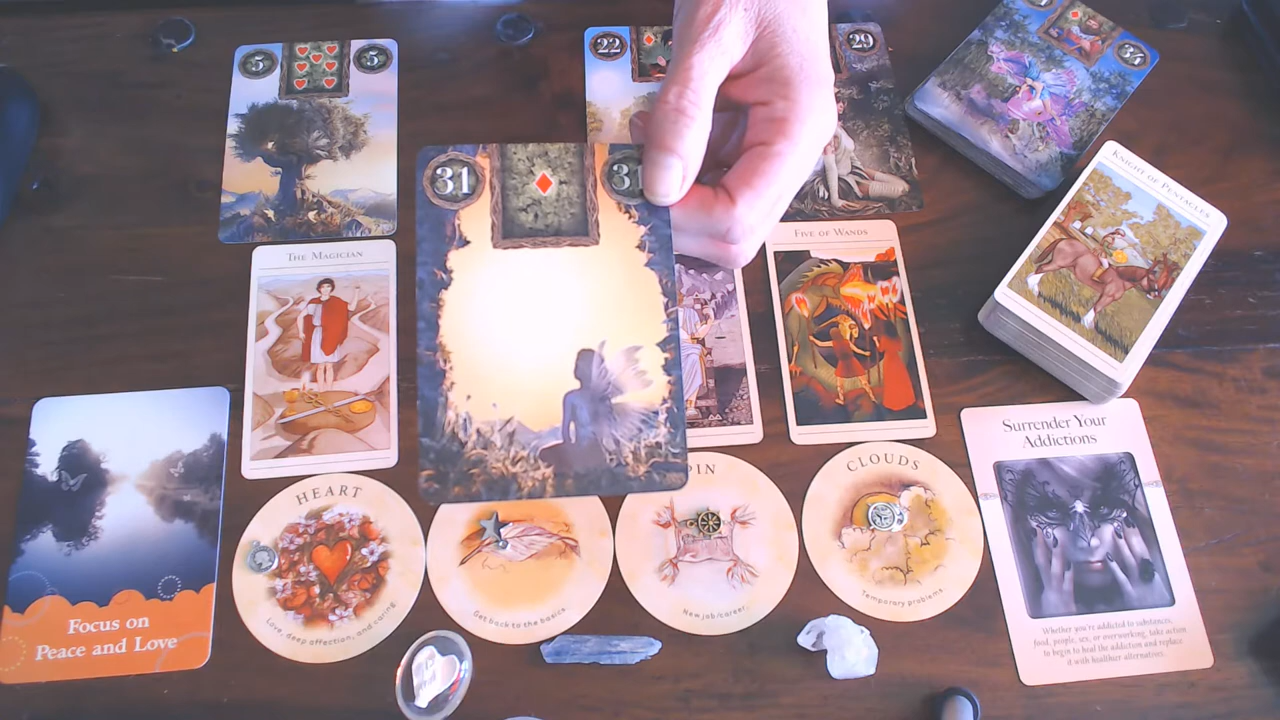 5
5
22
29
37
31
31
KNIGHT OF PENTACLES
THE MAGICIAN
FIVE OF WANDS
Surrender Your
Addictions
HEART
PIN
CLOUDS
Love, deep affection, and caring
Get back to the basics
New job/career.
Temporary problems.
Focus on
Peace and Love
Whether you're addicted to substances,
food, people, sex, or overworking, take action
to begin to heal the addiction and replace
it with healthier alternatives.